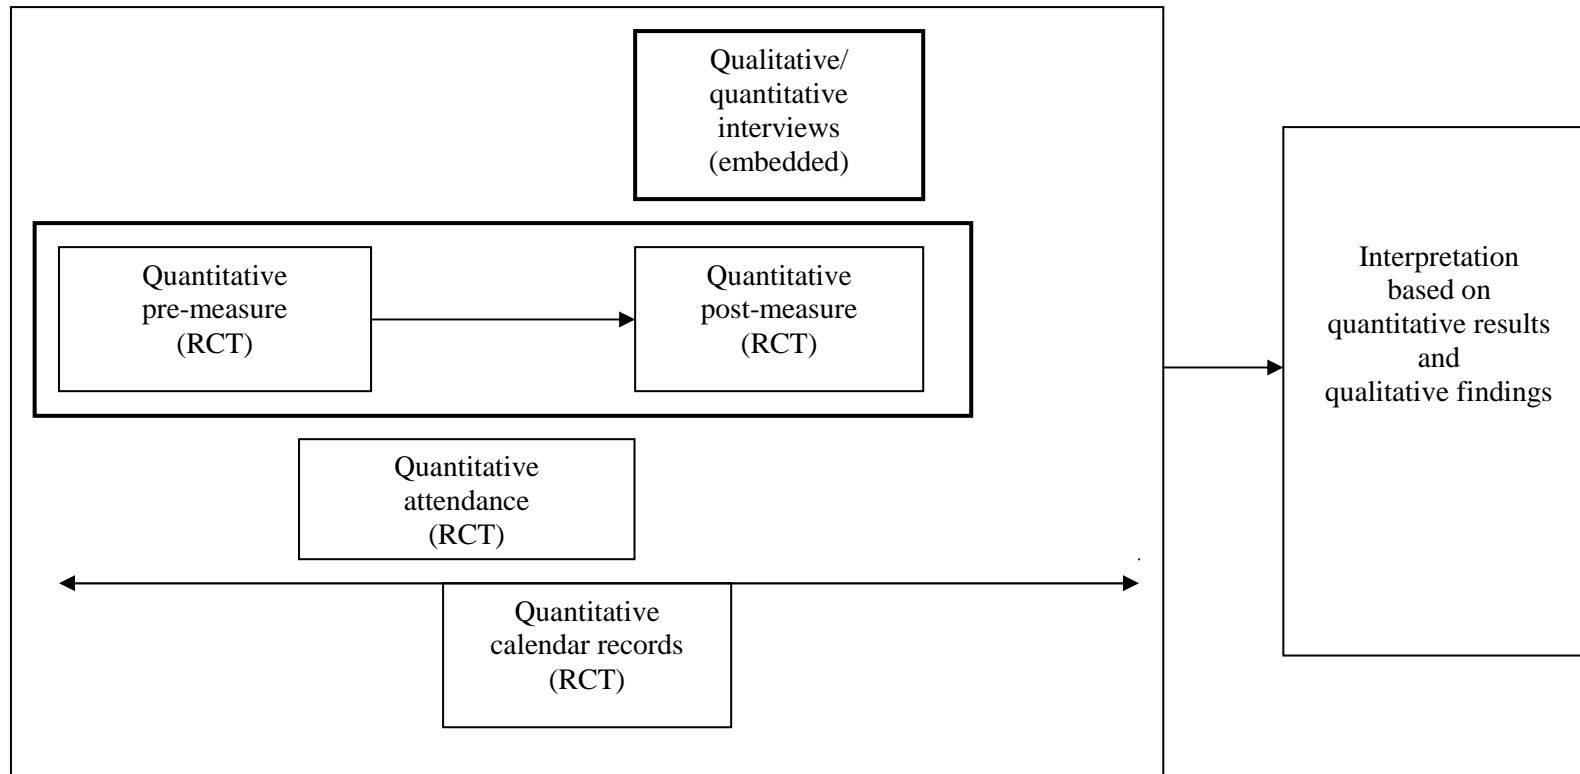 Qualitative/
quantitative
interviews
(embedded)
Quantitative
pre-measure
(RCT)
Quantitative
post-measure
(RCT)
Quantitative
attendance
(RCT)
Quantitative
calendar records
(RCT)
Interpretation
based on
quantitative results
and
qualitative findings